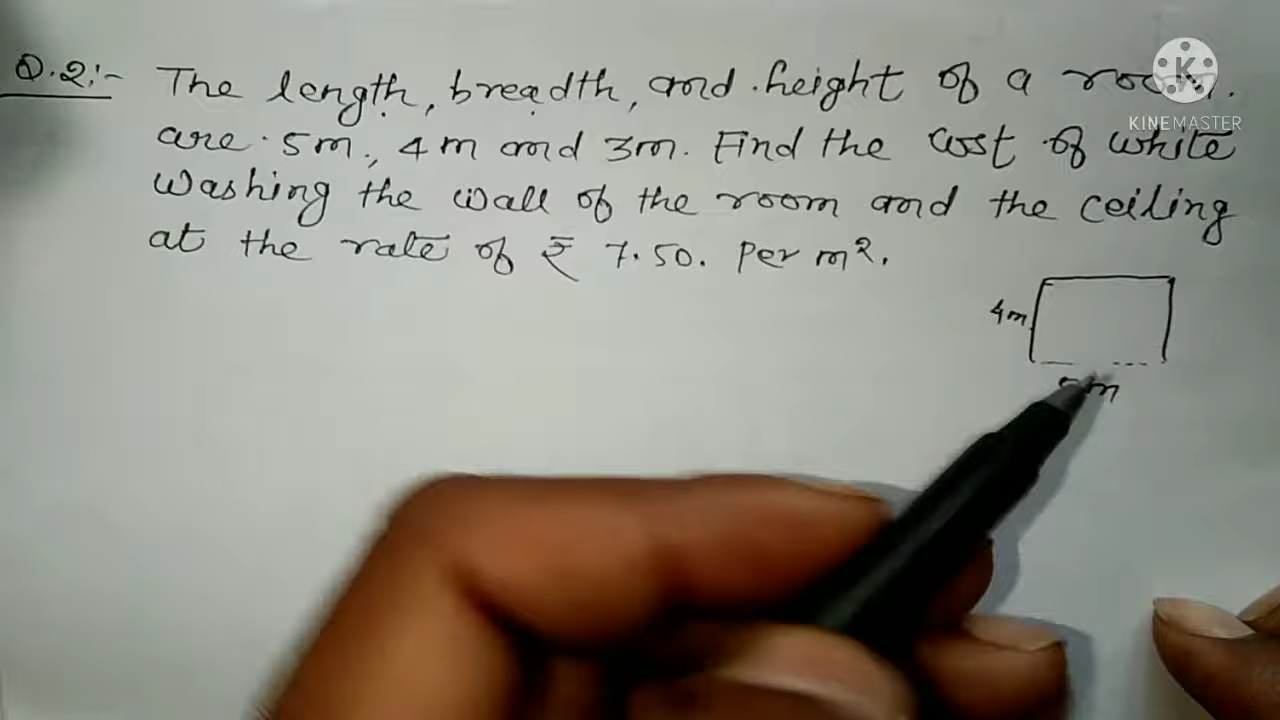 Q.2:- The length, breadth, and height of a room.
are 5m., 4m and 3m. Find the cost of white
washing the wall of the room and the ceiling
at the rate of ₹ 7.50. Per m².
4m
KINEMASTER